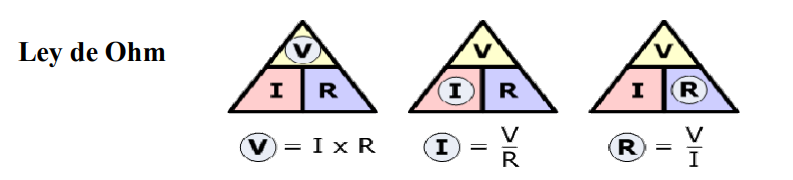 Ley de Ohm
V
I R
V = I x R
V
I R
I = V/R
V
I R
R = V/I